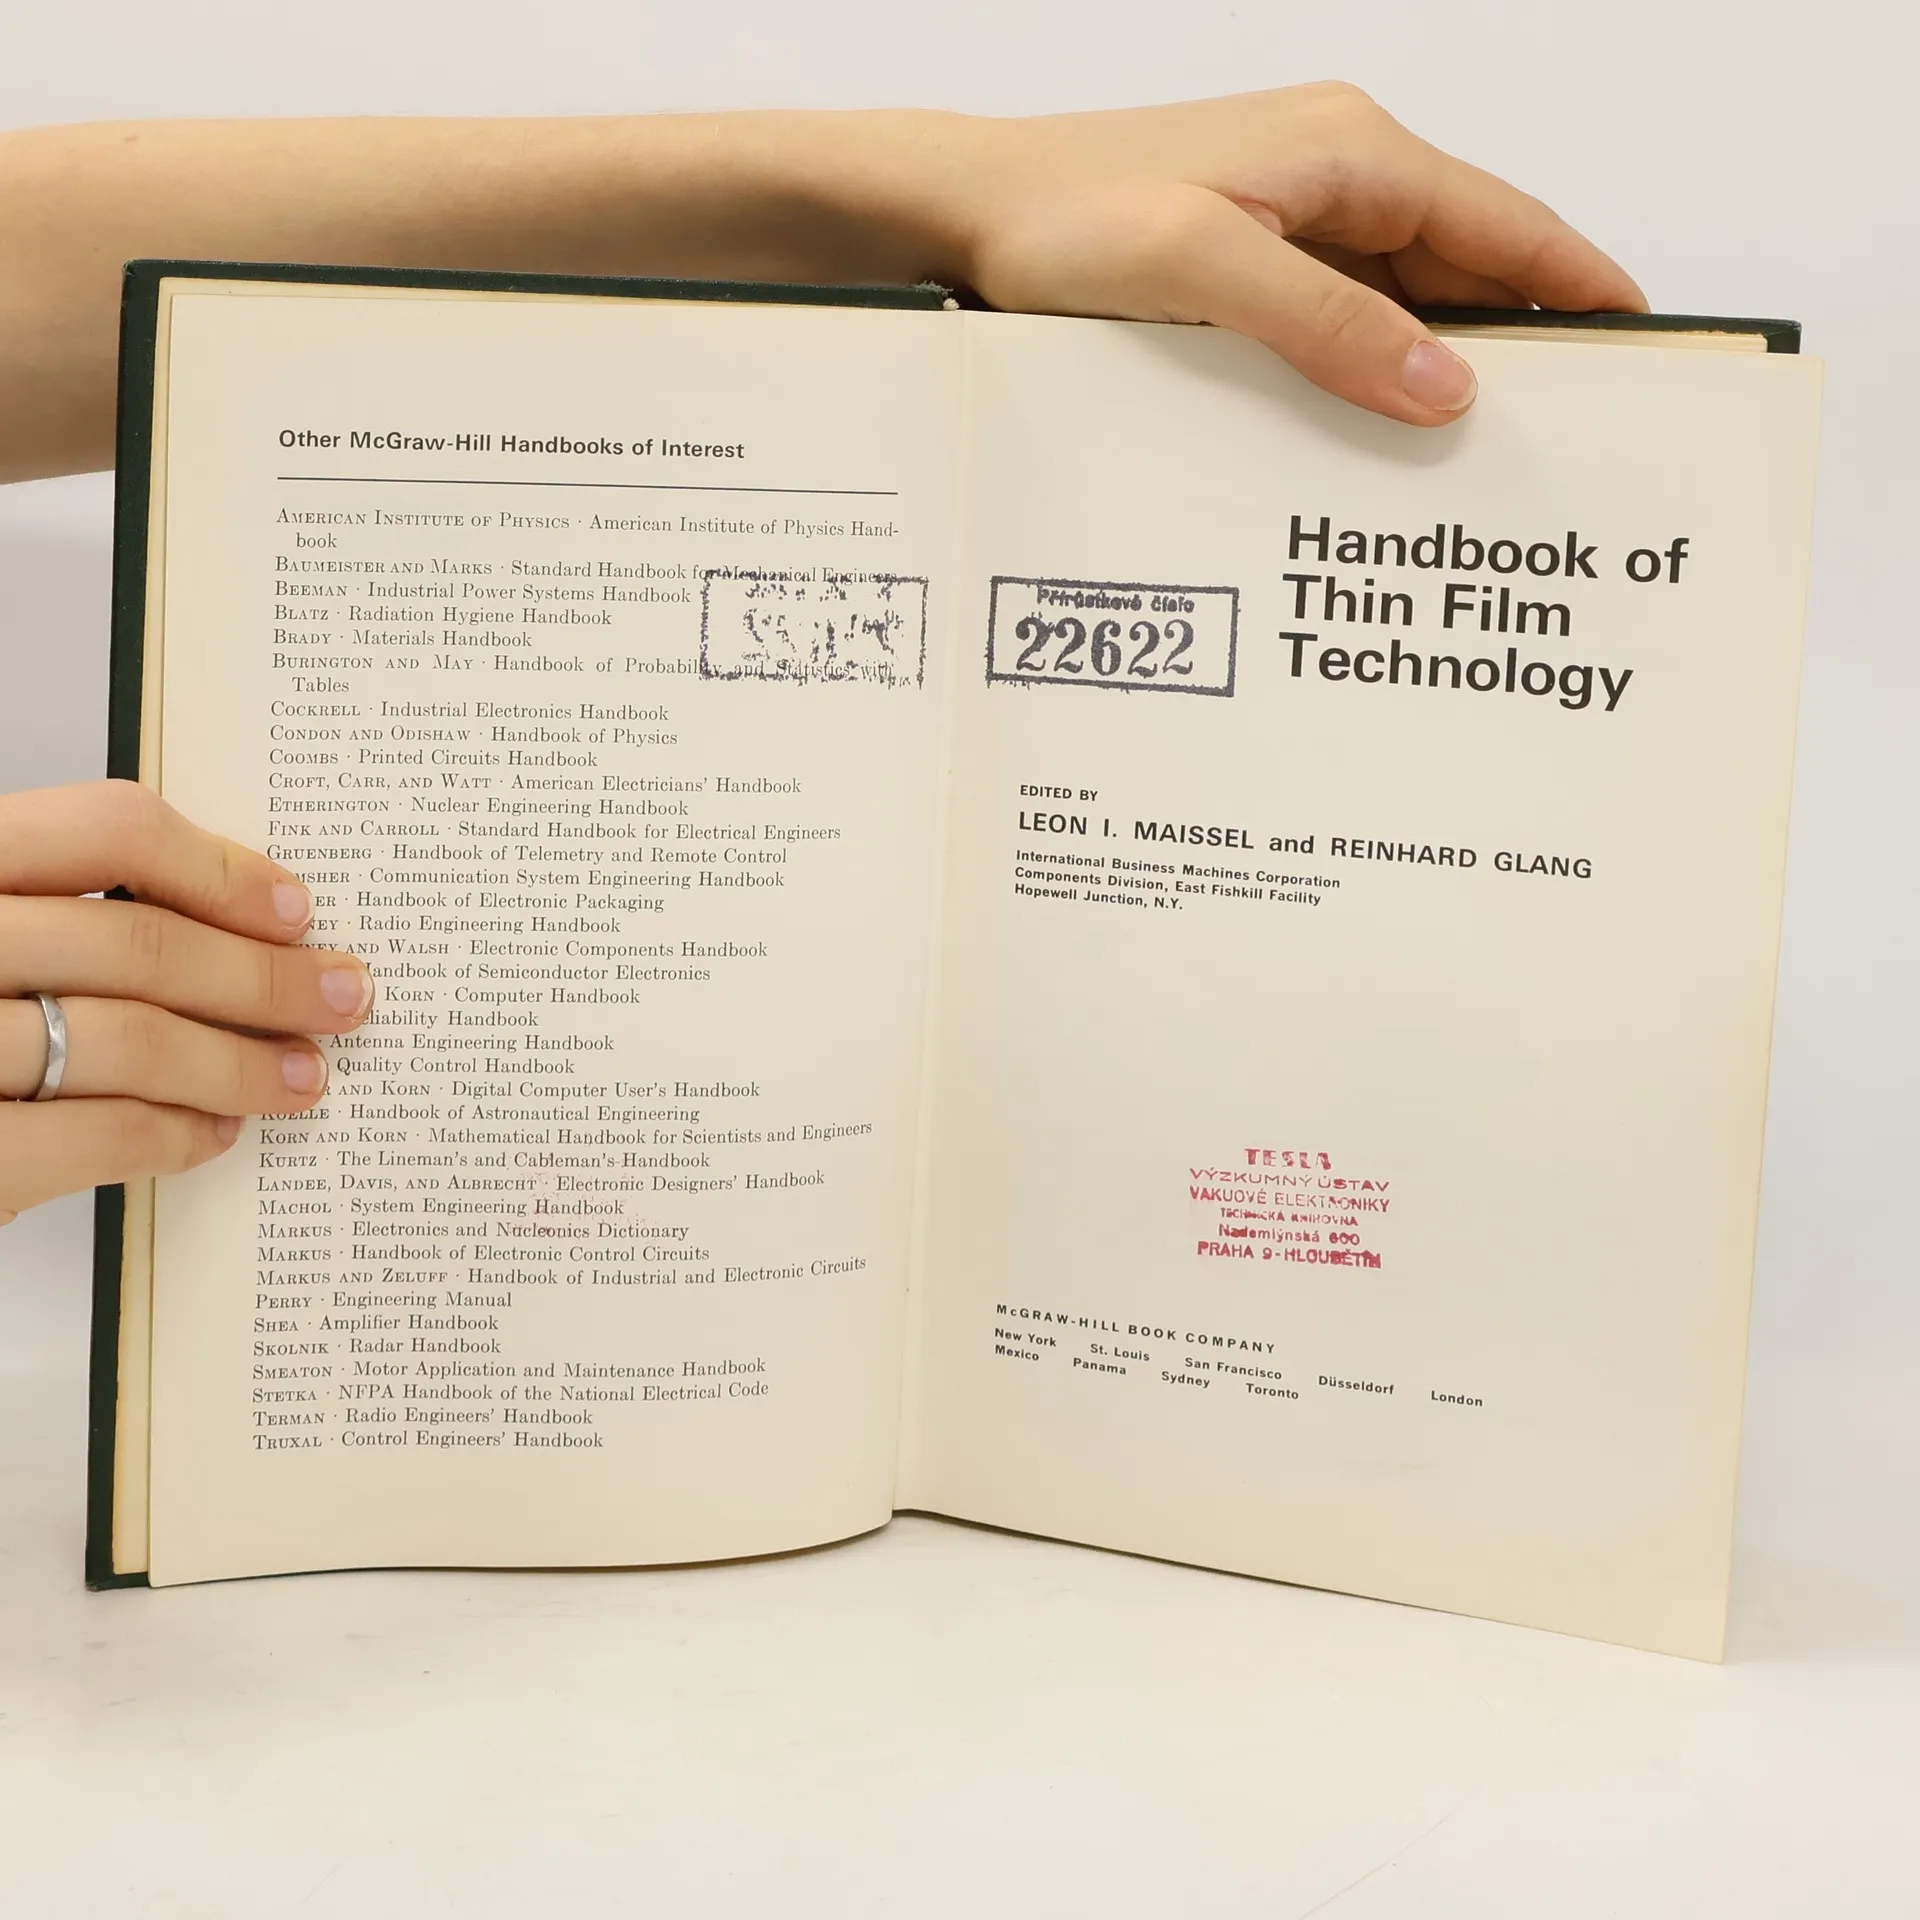 Other McGraw-Hill Handbooks of Interest
AMERICAN INSTITUTE OF PHYSICS · American Institute of Physics Hand-
book
BAUMEISTER AND MARKS · Standard Handbook for Mechanical Engineers
BEEMAN · Industrial Power Systems Handbook
BLATZ · Radiation Hygiene Handbook
BRADY · Materials Handbook
BURINGTON AND MAY · Handbook of Probability and Statistics with
Tables
COCKRELL · Industrial Electronics Handbook
CONDON AND ODISHAW · Handbook of Physics
COOMBS · Printed Circuits Handbook
CROFT, CARR, AND WATT · American Electricians' Handbook
ETHERINGTON · Nuclear Engineering Handbook
FINK AND CARROLL · Standard Handbook for Electrical Engineers
GRUENBERG · Handbook of Telemetry and Remote Control
· Communication System Engineering Handbook
· Handbook of Electronic Packaging
· Radio Engineering Handbook
AND WALSH · Electronic Components Handbook
Handbook of Semiconductor Electronics
KORN · Computer Handbook
Handbook
· Antenna Engineering Handbook
Quality Control Handbook
AND KORN · Digital Computer User's Handbook
KOELLE · Handbook of Astronautical Engineering
KORN AND KORN · Mathematical Handbook for Scientists and Engineers
KURTZ · The Lineman's and Cableman's Handbook
LANDEE, DAVIS, AND ALBRECHT · Electronic Designers' Handbook
MACHOL · System Engineering Handbook
MARKUS · Electronics and Nucleonics Dictionary
MARKUS · Handbook of Electronic Control Circuits
MARKUS AND ZELUFF · Handbook of Industrial and Electronic Circuits
PERRY · Engineering Manual
SHEA · Amplifier Handbook
SKOLNIK · Radar Handbook
SMEATON · Motor Application and Maintenance Handbook
STETKA · NFPA Handbook of the National Electrical Code
TERMAN · Radio Engineers' Handbook
TRUXAL · Control Engineers' Handbook
Handbook of
Thin Film
Technology
Přírůstkové číslo
22622
EDITED BY
LEON I. MAISSEL and REINHARD GLANG
International Business Machines Corporation
Components Division, East Fishkill Facility
Hopewell Junction, N.Y.
TESLA
VÝZKUMNÝ ÚSTAV
VAKUOVÉ ELEKTRONIKY
TECHNICKÁ KNIHOVNA
Nademlýnská 600
PRAHA 9-HLOUBĚTÍN
McGRAW-HILL BOOK COMPANY
New York St. Louis San Francisco Düsseldorf London
Mexico Panama Sydney Toronto